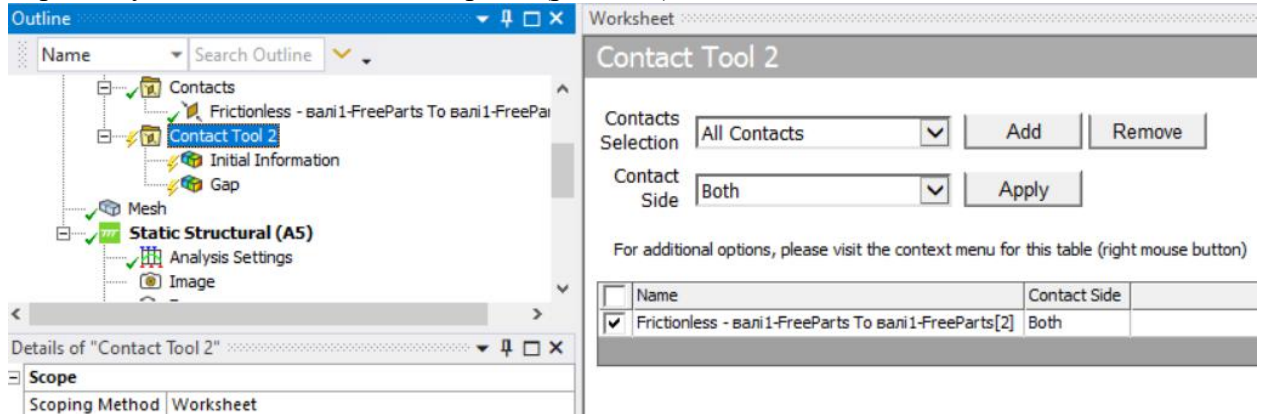 Outline
Name
Search Outline
Contacts
Frictionless - валі1-FreeParts To валі1-FreePar
Contact Tool 2
Initial Information
Gap
Mesh
Static Structural (A5)
Analysis Settings
Image
Details of "Contact Tool 2"
Scope
Scoping Method Worksheet
Worksheet
Contact Tool 2
Contacts Selection All Contacts Add Remove
Contact Side Both Apply
For additional options, please visit the context menu for this table (right mouse button)
Name Contact Side
Frictionless - валі1-FreeParts To валі1-FreeParts[2] Both